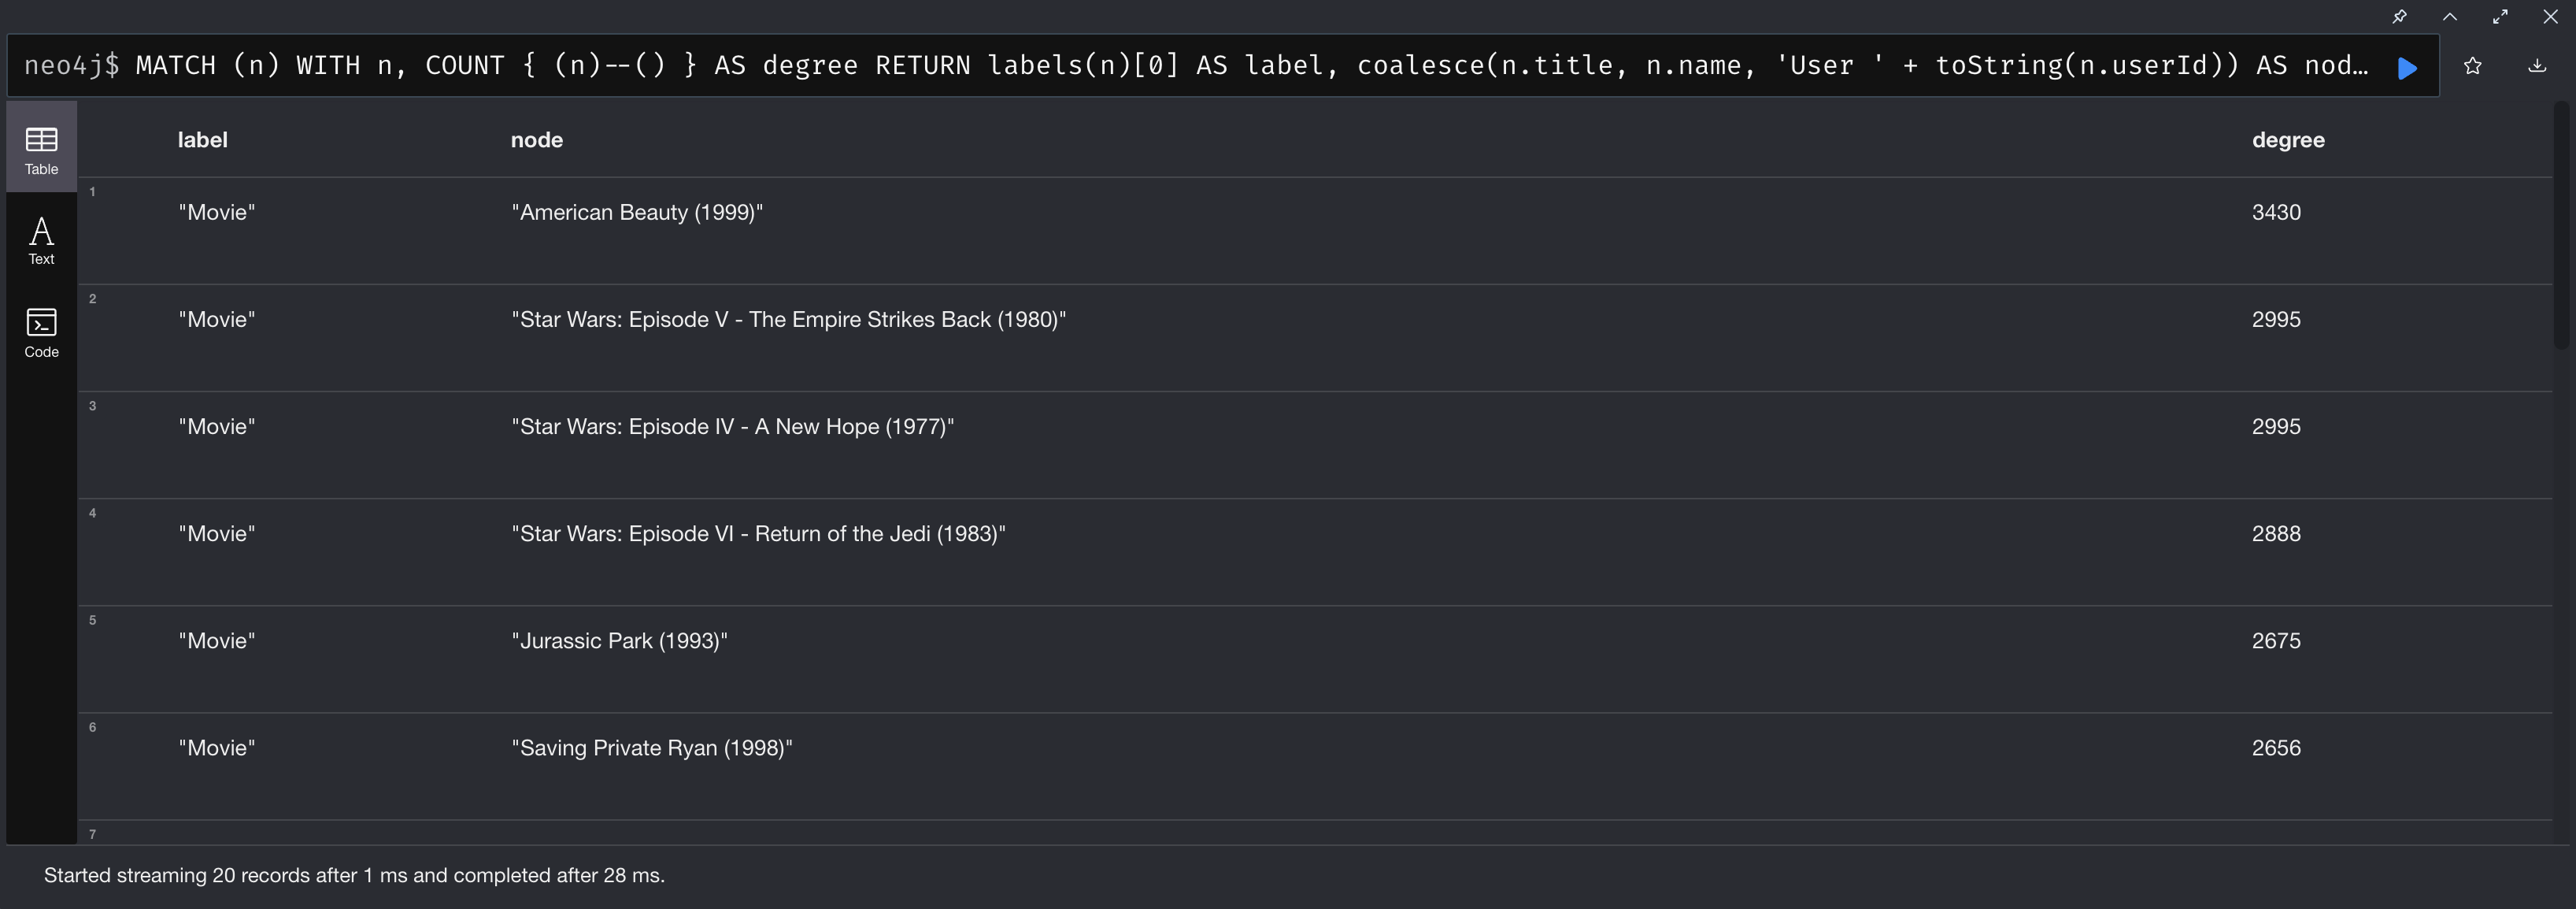 neo4j$ MATCH (n) WITH n, COUNT { (n)--() } AS degree RETURN labels(n)[0] AS label, coalesce(n.title, n.name, 'User ' + toString(n.userId)) AS nod…
Table
Text
Code
label node degree
1 "Movie" "American Beauty (1999)" 3430
2 "Movie" "Star Wars: Episode V - The Empire Strikes Back (1980)" 2995
3 "Movie" "Star Wars: Episode IV - A New Hope (1977)" 2995
4 "Movie" "Star Wars: Episode VI - Return of the Jedi (1983)" 2888
5 "Movie" "Jurassic Park (1993)" 2675
6 "Movie" "Saving Private Ryan (1998)" 2656
7
Started streaming 20 records after 1 ms and completed after 28 ms.